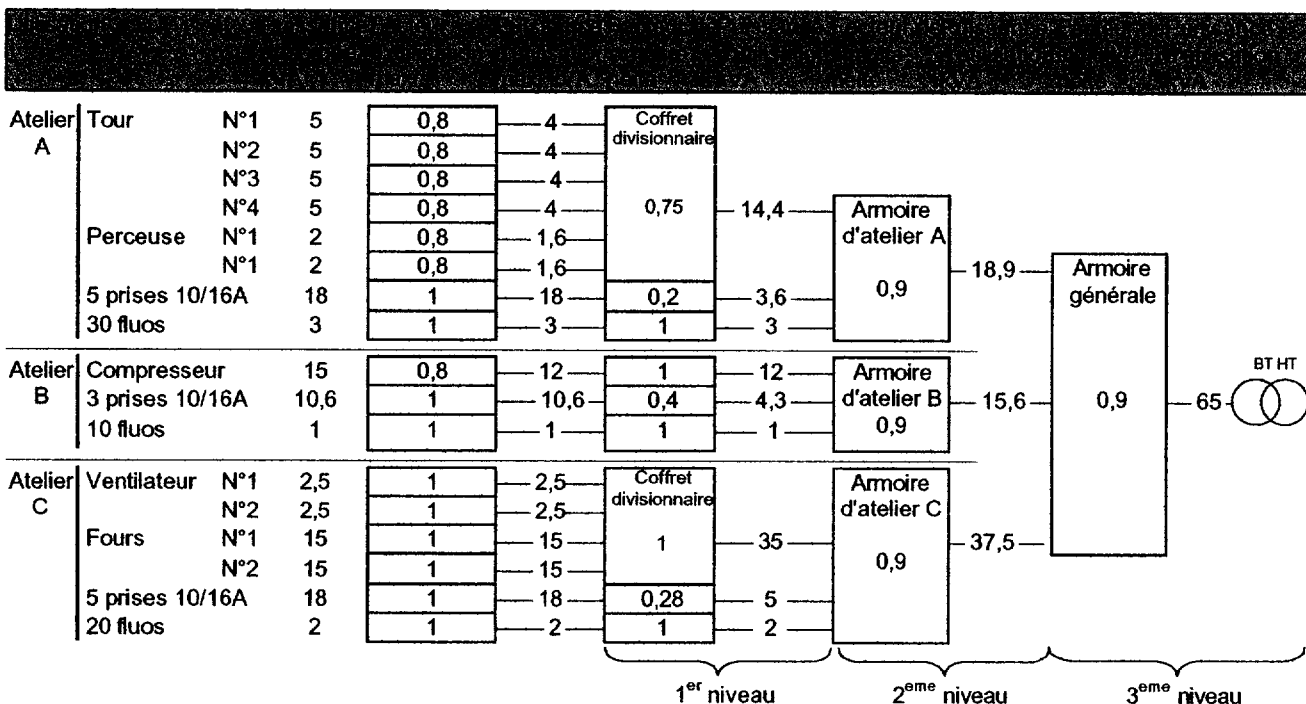 Atelier A Tour N°1 5 0,8 4 Coffret divisionnaire
N°2 5 0,8 4
N°3 5 0,8 4
N°4 5 0,8 4 0,75 14,4 Armoire d'atelier A
Perceuse N°1 2 0,8 1,6
N°1 2 0,8 1,6 18,9 Armoire générale
5 prises 10/16A 18 1 18 0,2 3,6 0,9
30 fluos 3 1 3 1 3
Atelier B Compresseur 15 0,8 12 1 12 Armoire d'atelier B BT HT
3 prises 10/16A 10,6 1 10,6 0,4 4,3 15,6 0,9 65
10 fluos 1 1 1 1 1 0,9
Atelier C Ventilateur N°1 2,5 1 2,5 Coffret divisionnaire Armoire d'atelier C
N°2 2,5 1 2,5
Fours N°1 15 1 15 1 35 37,5
N°2 15 1 15 0,9
5 prises 10/16A 18 1 18 0,28 5
20 fluos 2 1 2 1 2
1er niveau 2eme niveau 3eme niveau